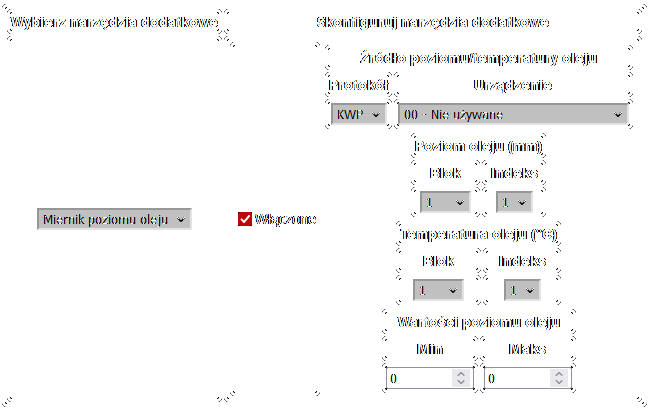 Wybierz narzędzia dodatkowe
Skonfiguruj narzędzia dodatkowe
Źródło poziomu/temperatury oleju
Protokół
Urządzenie
KWP
00 - Nie używane
Poziom oleju (mm)
Blok
Indeks
1
1
Miernik poziomu oleju
Włączone
Temperatura oleju (°C)
Blok
Indeks
1
1
Wartości poziomu oleju
Min
Maks
0
0